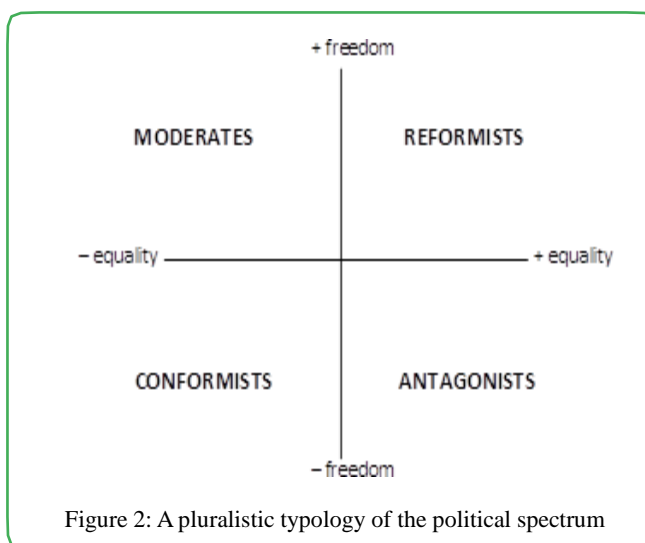 + freedom
MODERATES REFORMISTS
– equality + equality
CONFORMISTS ANTAGONISTS
– freedom
Figure 2: A pluralistic typology of the political spectrum